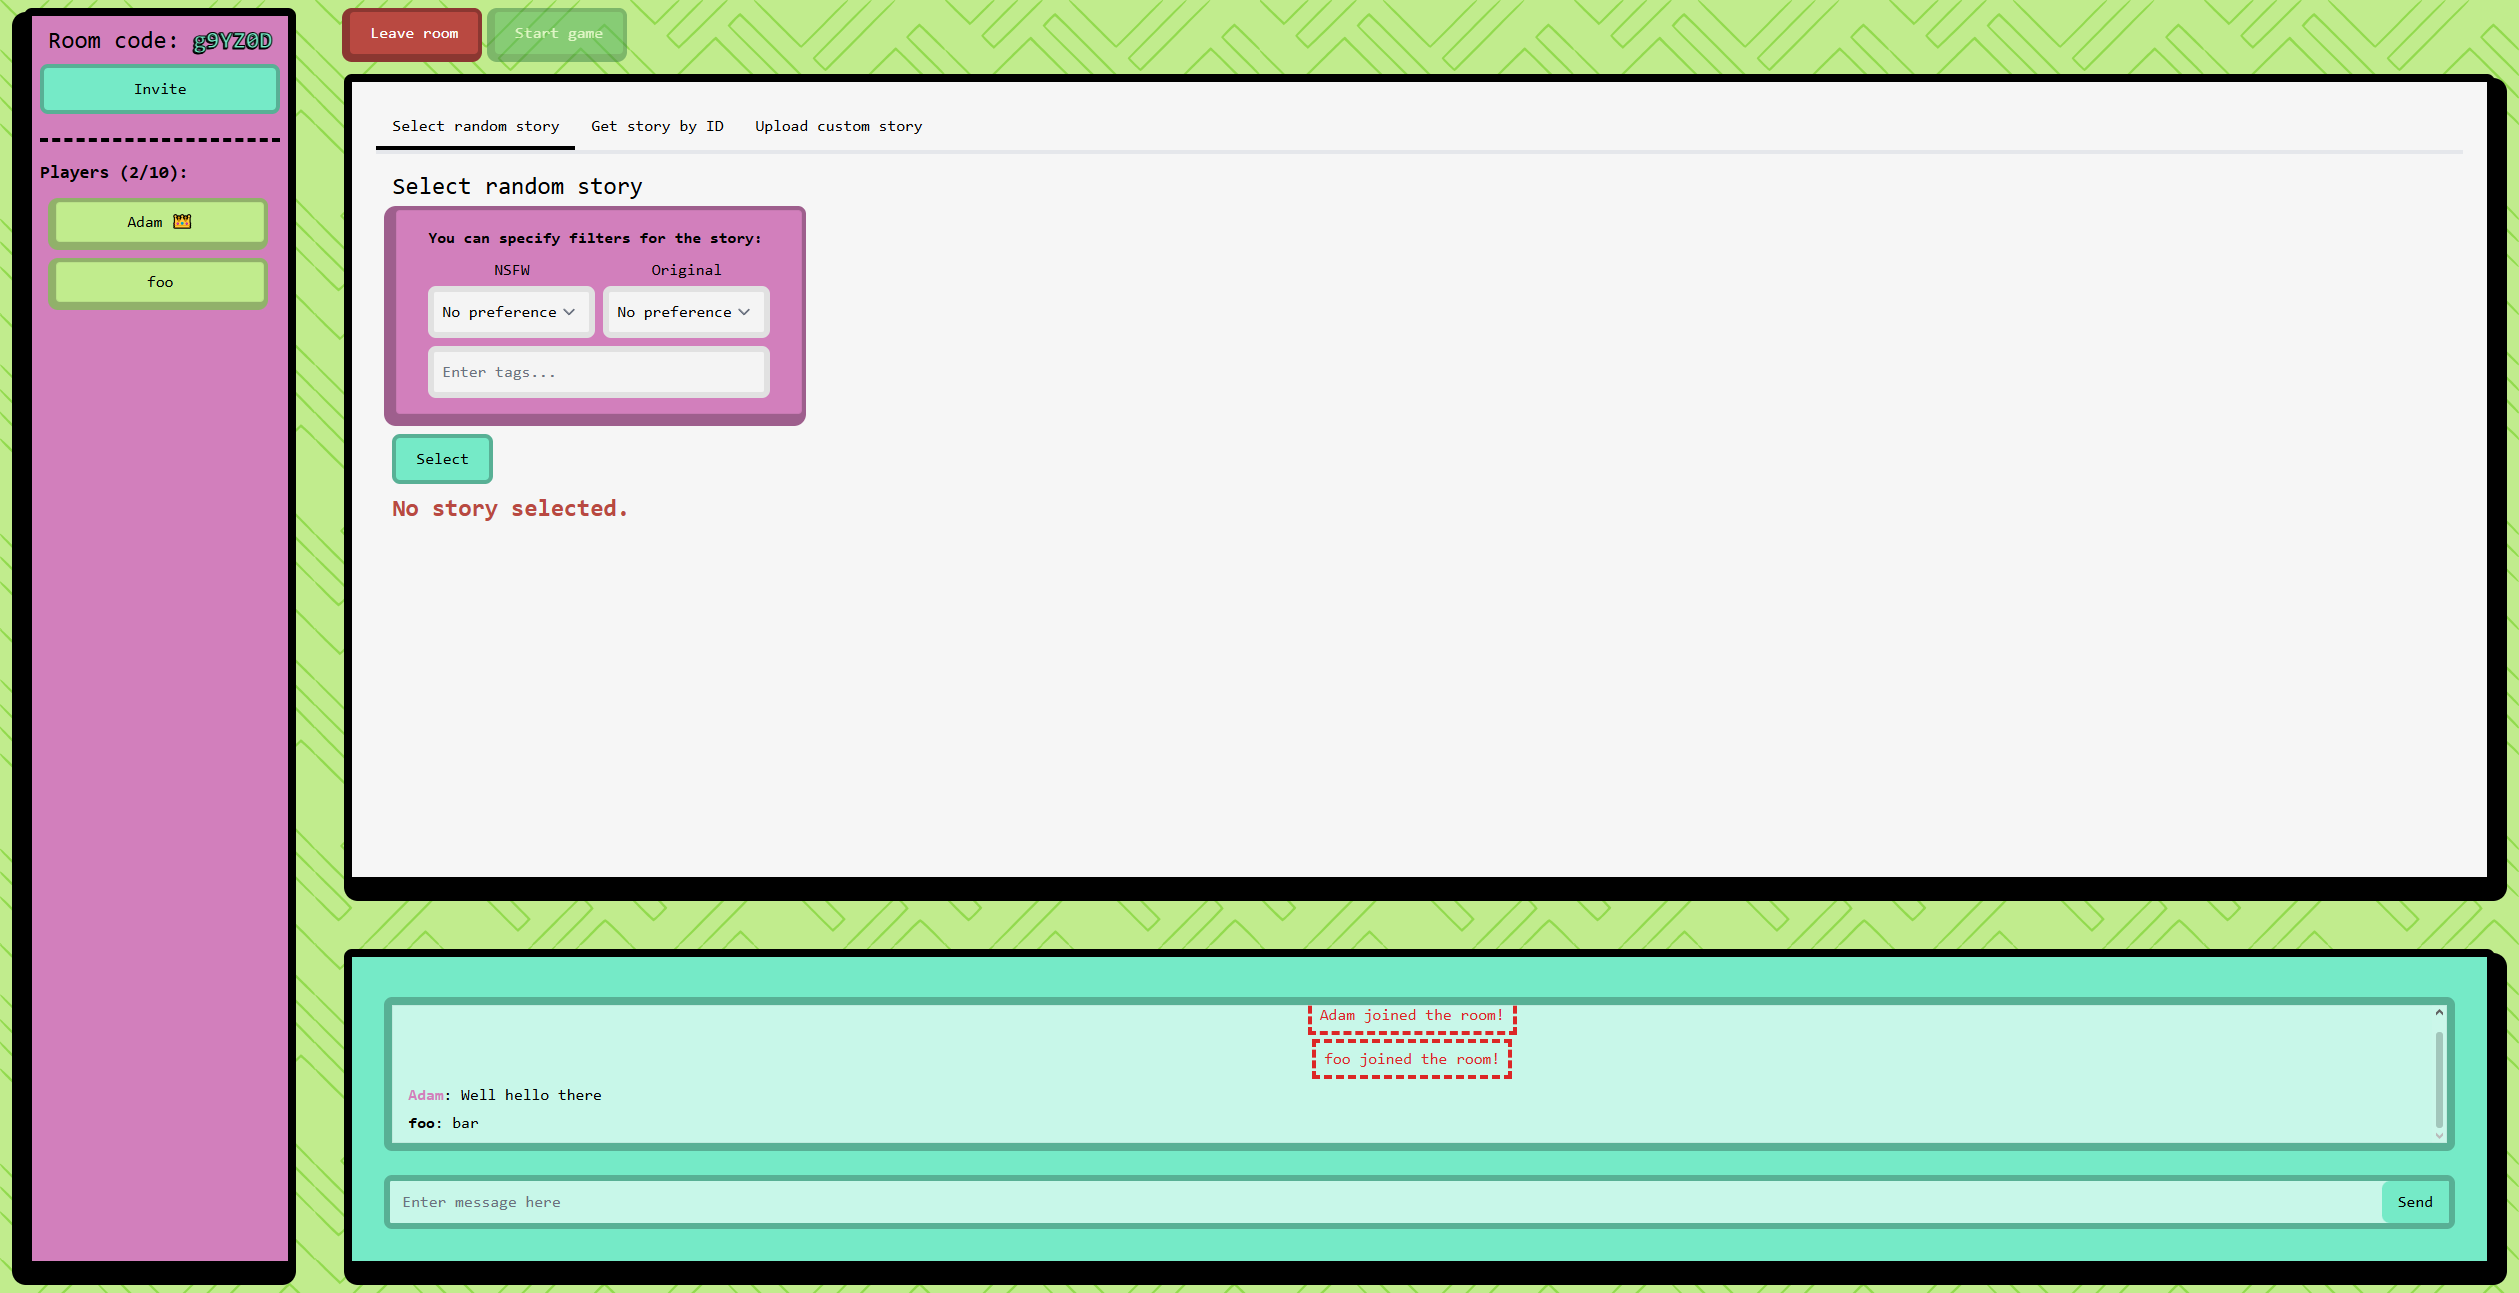 Room code: g9YZ0D
Invite
Players (2/10):
Adam 👑
foo
Leave room
Start game
Select random story
Get story by ID
Upload custom story
Select random story
You can specify filters for the story:
NSFW
Original
No preference
No preference
Enter tags...
Select
No story selected.
Adam joined the room!
foo joined the room!
Adam: Well hello there
foo: bar
Enter message here
Send